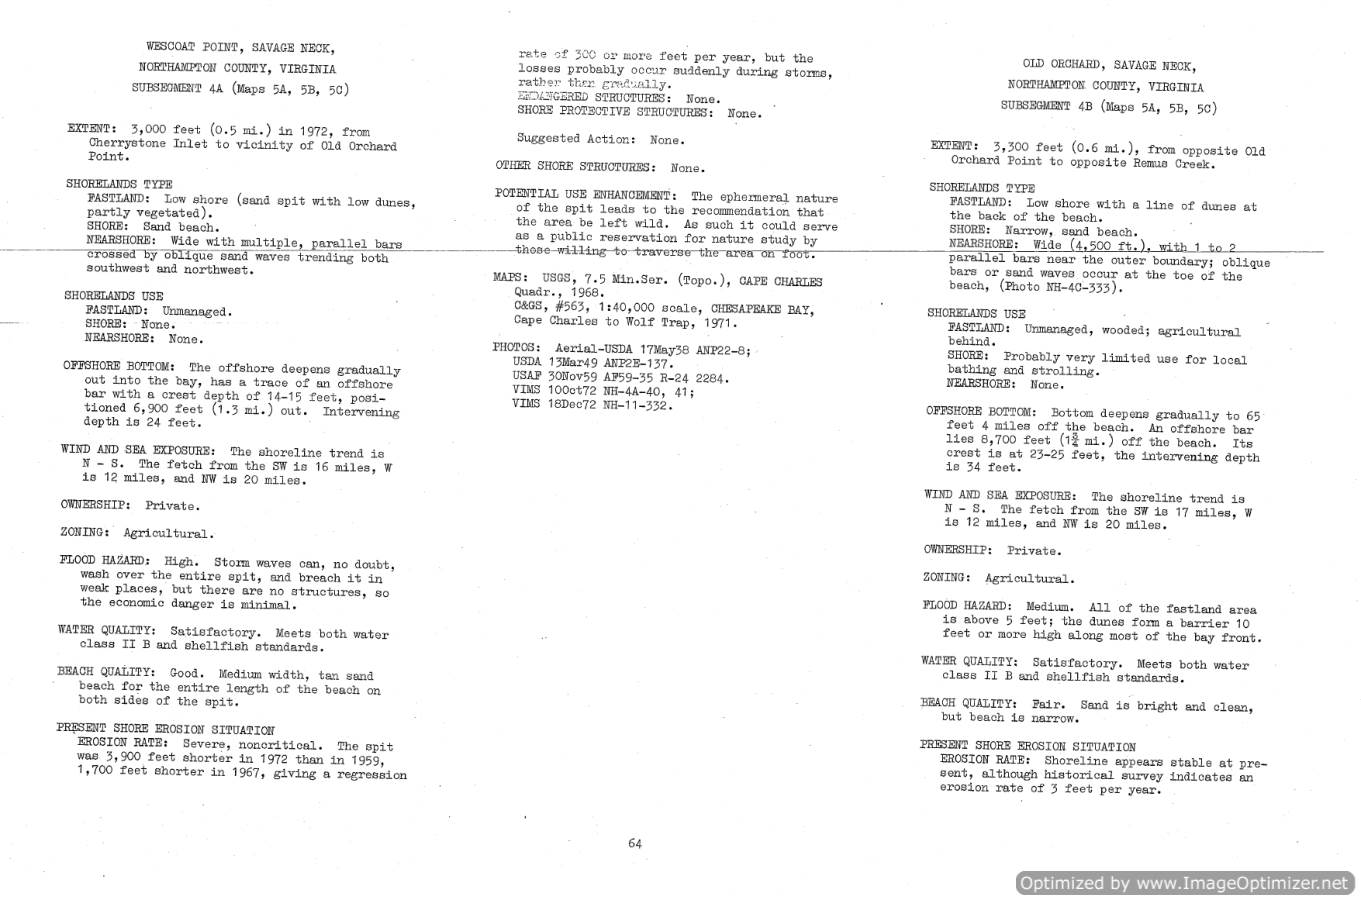 WESCOAT POINT, SAVAGE NECK,
NORTHAMPTON COUNTY, VIRGINIA
SUBSEGMENT 4A (Maps 5A, 5B, 5C)
EXTENT: 3,000 feet (0.5 mi.) in 1972, from
Cherrystone Inlet to vicinity of Old Orchard
Point.
SHORELANDS TYPE
FASTLAND: Low shore (sand spit with low dunes,
partly vegetated).
SHORE: Sand beach.
NEARSHORE: Wide with multiple, parallel bars
crossed by oblique sand waves trending both
southwest and northwest.
SHORELANDS USE
FASTLAND: Unmanaged.
SHORE: None.
NEARSHORE: None.
OFFSHORE BOTTOM: The offshore deepens gradually
out into the bay, has a trace of an offshore
bar with a crest depth of 14-15 feet, posi-
tioned 6,900 feet (1.3 mi.) out. Intervening
depth is 24 feet.
WIND AND SEA EXPOSURE: The shoreline trend is
N - S. The fetch from the SW is 16 miles, W
is 12 miles, and NW is 20 miles.
OWNERSHIP: Private.
ZONING: Agricultural.
FLOOD HAZARD: High. Storm waves can, no doubt,
wash over the entire spit, and breach it in
weak places, but there are no structures, so
the economic danger is minimal.
WATER QUALITY: Satisfactory. Meets both water
class II B and shellfish standards.
BEACH QUALITY: Good. Medium width, tan sand
beach for the entire length of the beach on
both sides of the spit.
PRESENT SHORE EROSION SITUATION
EROSION RATE: Severe, noncritical. The spit
was 3,900 feet shorter in 1972 than in 1959,
1,700 feet shorter in 1967, giving a regression
rate of 300 or more feet per year, but the
losses probably occur suddenly during storms,
rather than gradually.
ENDANGERED STRUCTURES: None.
SHORE PROTECTIVE STRUCTURES: None.
Suggested Action: None.
OTHER SHORE STRUCTURES: None.
POTENTIAL USE ENHANCEMENT: The ephermeral nature
of the spit leads to the recommendation that
the area be left wild. As such it could serve
as a public reservation for nature study by
those willing to traverse the area on foot.
MAPS: USGS, 7.5 Min.Ser. (Topo.), CAPE CHARLES
Quadr., 1968.
C&GS, #563, 1:40,000 scale, CHESAPEAKE BAY,
Cape Charles to Wolf Trap, 1971.
PHOTOS: Aerial-USDA 17May38 ANP22-8;
USDA 13Mar49 ANP2E-137.
USAF 30Nov59 AF59-35 R-24 2284.
VIMS 10Oct72 NH-4A-40, 41;
VIMS 18Dec72 NH-11-332.
OLD ORCHARD, SAVAGE NECK,
NORTHAMPTON COUNTY, VIRGINIA
SUBSEGMENT 4B (Maps 5A, 5B, 5C)
EXTENT: 3,300 feet (0.6 mi.), from opposite Old
Orchard Point to opposite Remus Creek.
SHORELANDS TYPE
FASTLAND: Low shore with a line of dunes at
the back of the beach.
SHORE: Narrow, sand beach.
NEARSHORE: Wide (4,500 ft.), with 1 to 2
parallel bars near the outer boundary; oblique
bars or sand waves occur at the toe of the
beach, (Photo NH-4C-333).
SHORELANDS USE
FASTLAND: Unmanaged, wooded; agricultural
behind.
SHORE: Probably very limited use for local
bathing and strolling.
NEARSHORE: None.
OFFSHORE BOTTOM: Bottom deepens gradually to 65
feet 4 miles off the beach. An offshore bar
lies 8,700 feet ( mi.) off the beach. Its
crest is at 23-25 feet, the intervening depth
is 34 feet.
WIND AND SEA EXPOSURE: The shoreline trend is
N - S. The fetch from the SW is 17 miles, W
is 12 miles, and NW is 20 miles.
OWNERSHIP: Private.
ZONING: Agricultural.
FLOOD HAZARD: Medium. All of the fastland area
is above 5 feet; the dunes form a barrier 10
feet or more high along most of the bay front.
WATER QUALITY: Satisfactory. Meets both water
class II B and shellfish standards.
BEACH QUALITY: Fair. Sand is bright and clean,
but beach is narrow.
PRESENT SHORE EROSION SITUATION
EROSION RATE: Shoreline appears stable at pre-
sent, although historical survey indicates an
erosion rate of 3 feet per year.
64
Optimized by www.ImageOptimizer.net